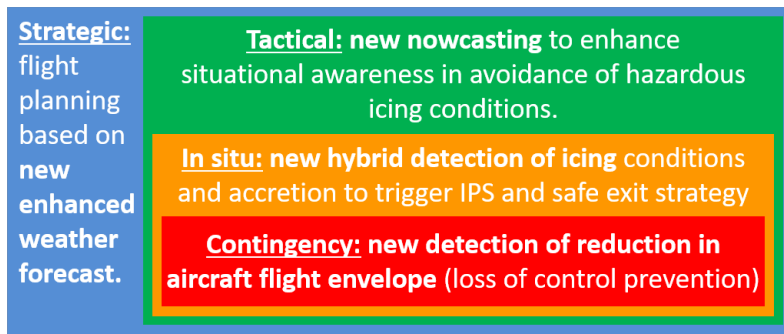 Strategic:
flight
planning
based on
new
enhanced
weather
forecast.
Tactical: new nowcasting to enhance
situational awareness in avoidance of hazardous
icing conditions.
In situ: new hybrid detection of icing conditions
and accretion to trigger IPS and safe exit strategy
Contingency: new detection of reduction in
aircraft flight envelope (loss of control prevention)